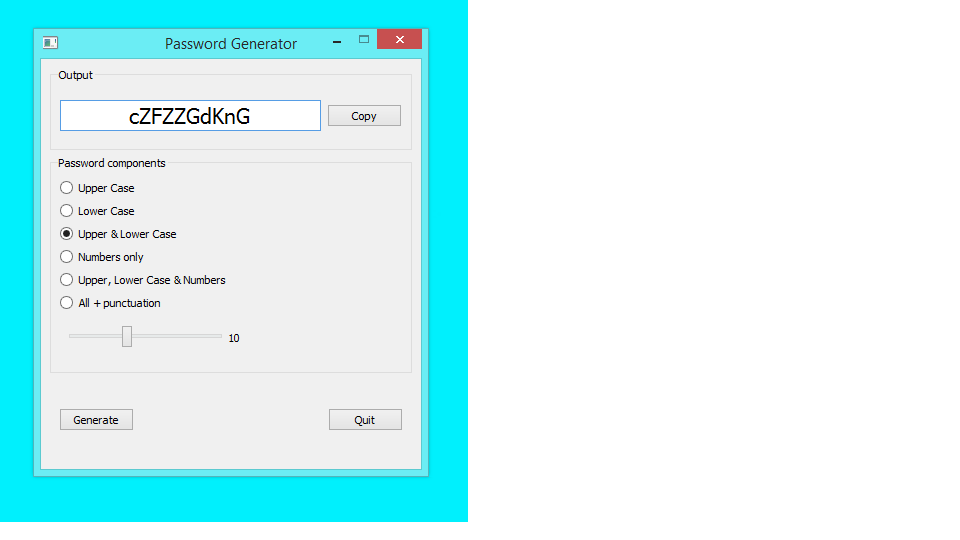 Password Generator
Output
cZFZZGdKnG
Copy
Password components
Upper Case
Lower Case
Upper & Lower Case
Numbers only
Upper, Lower Case & Numbers
All + punctuation
10
Generate
Quit